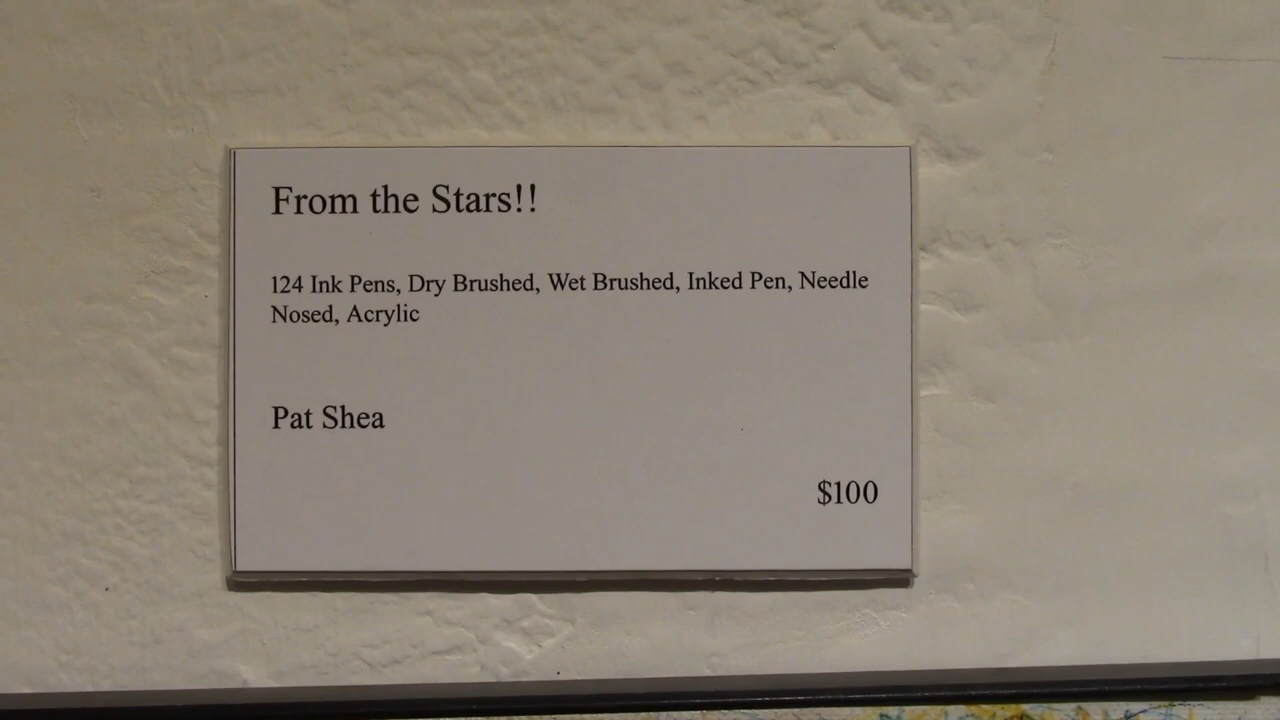 From the Stars!!
124 Ink Pens, Dry Brushed, Wet Brushed, Inked Pen, Needle
Nosed, Acrylic
Pat Shea
$100